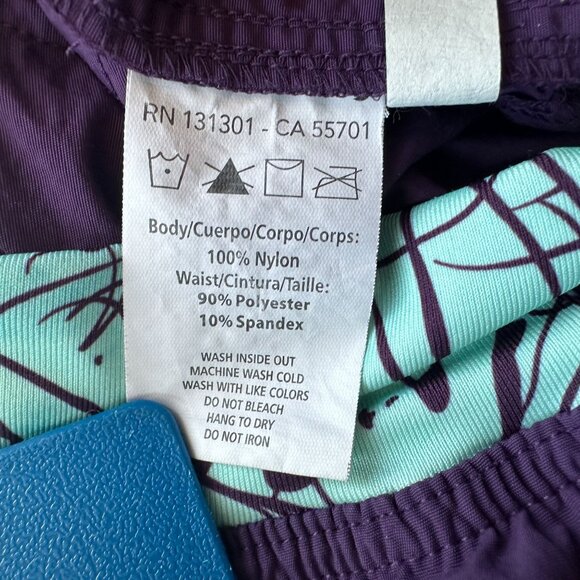 RN 131301 - CA 55701
Body/Cuerpo/Corpo/Corps:
100% Nylon
Waist/Cintura/Taille:
90% Polyester
10% Spandex
WASH INSIDE OUT
MACHINE WASH COLD
WASH WITH LIKE COLORS
DO NOT BLEACH
HANG TO DRY
DO NOT IRON